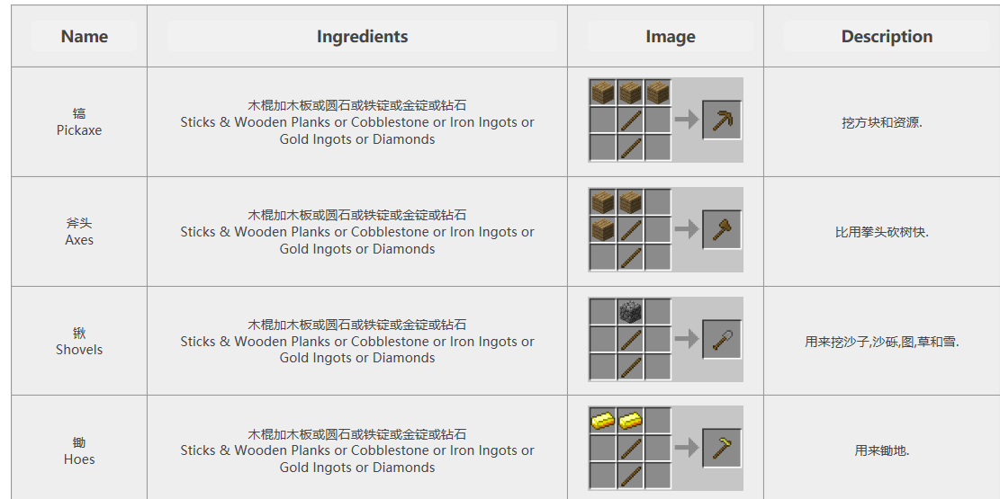 Name
Ingredients
Image
Description
镐
Pickaxe
木棍加木板或圆石或铁锭或金锭或钻石
Sticks & Wooden Planks or Cobblestone or Iron Ingots or
Gold Ingots or Diamonds
挖方块和资源.
斧头
Axes
木棍加木板或圆石或铁锭或金锭或钻石
Sticks & Wooden Planks or Cobblestone or Iron Ingots or
Gold Ingots or Diamonds
比用拳头砍树快.
锹
Shovels
木棍加木板或圆石或铁锭或金锭或钻石
Sticks & Wooden Planks or Cobblestone or Iron Ingots or
Gold Ingots or Diamonds
用来挖沙子,沙砾,图,草和雪.
锄
Hoes
木棍加木板或圆石或铁锭或金锭或钻石
Sticks & Wooden Planks or Cobblestone or Iron Ingots or
Gold Ingots or Diamonds
用来锄地.